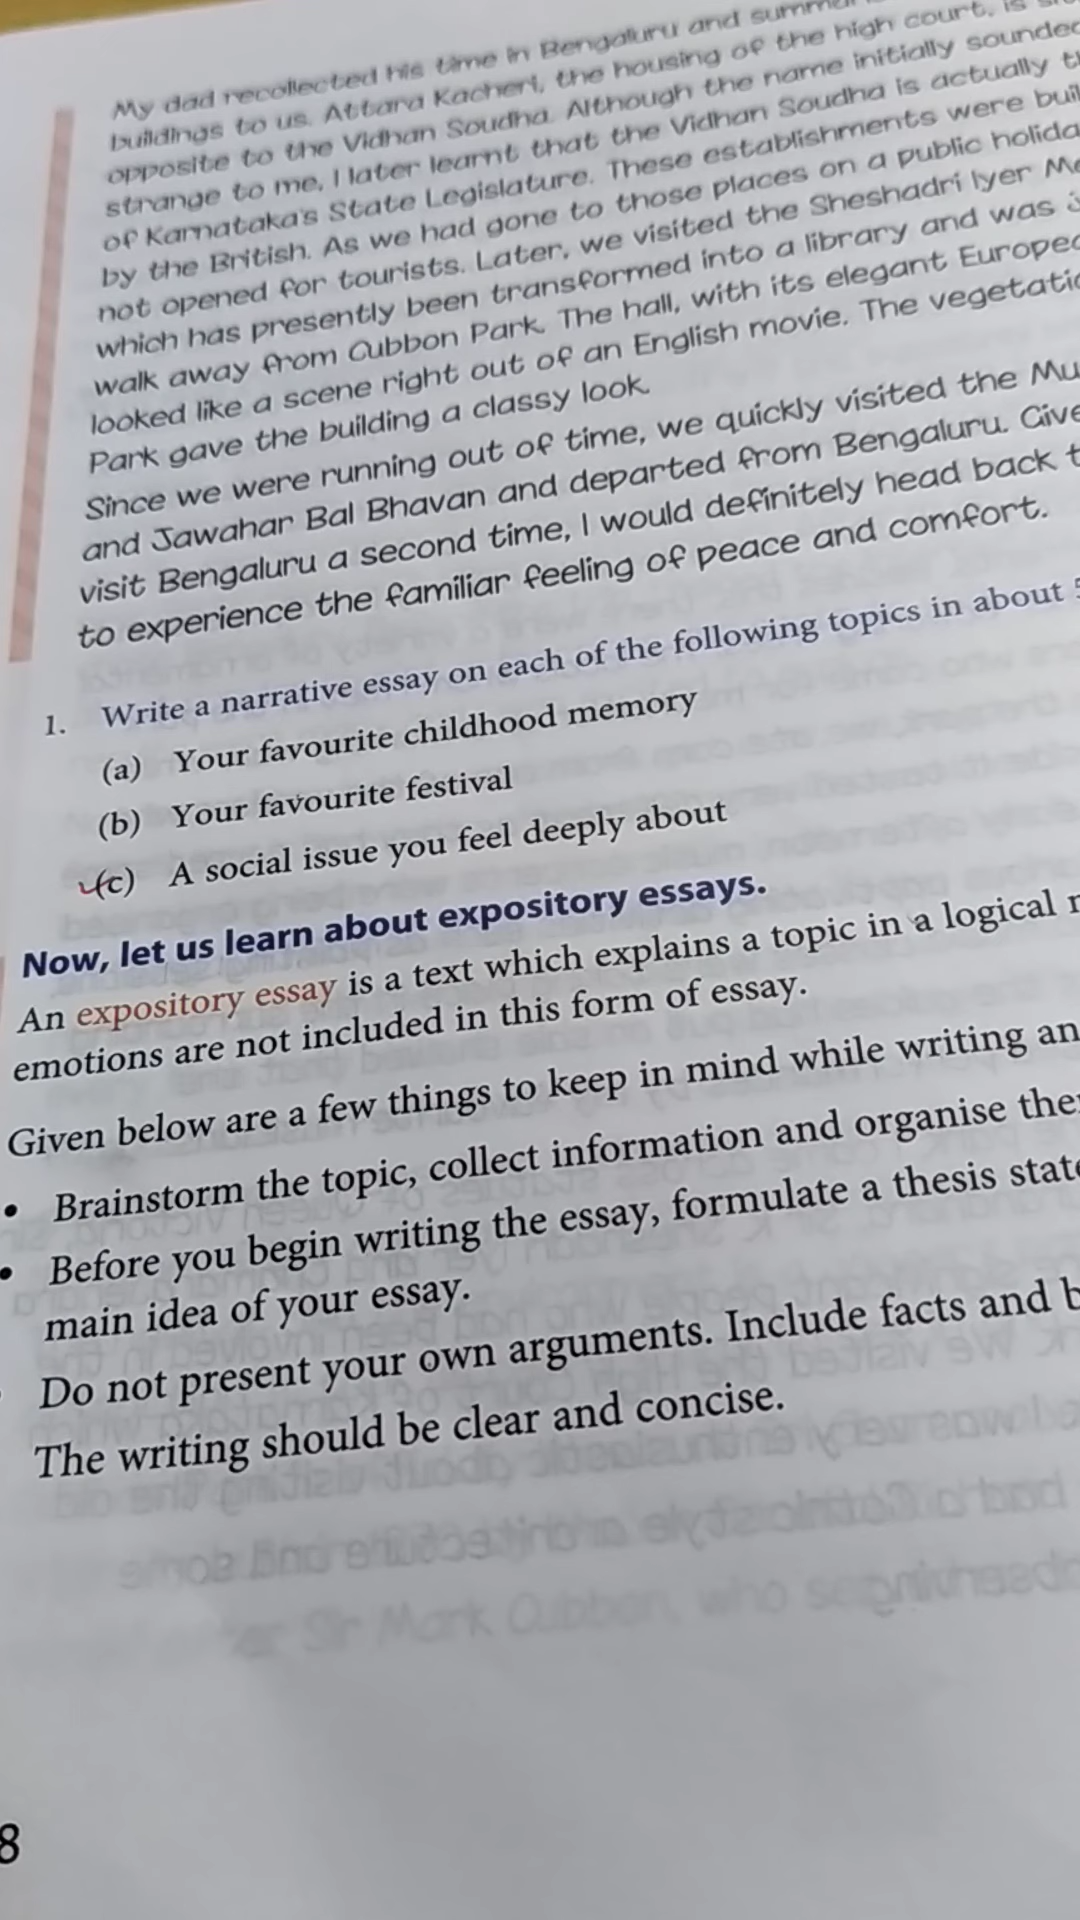 My dad recollected his time in Bengaluru and
buildings to us. Attara Kacheri, the housing of the high court, is
opposite to the Vidhan Soudha. Although the name initially sounded
strange to me, I later learnt that the Vidhan Soudha is actually
of Karnataka's State Legislature. These establishments were
by the British. As we had gone to those places on a public
not opened for tourists. Later, we visited the Sheshadri Iyer
which has presently been transformed into a library and was
walk away from Cubbon Park. The hall, with its elegant
looked like a scene right out of an English movie. The
Park gave the building a classy look.
Since we were running out of time, we quickly visited the
and Jawahar Bal Bhavan and departed from Bengaluru.
visit Bengaluru a second time, I would definitely head back
to experience the familiar feeling of peace and comfort.
1. Write a narrative essay on each of the following topics in about
(a) Your favourite childhood memory
(b) Your favourite festival
(c) A social issue you feel deeply about
Now, let us learn about expository essays.
An expository essay is a text which explains a topic in a logical
emotions are not included in this form of essay.
Given below are a few things to keep in mind while writing an
• Brainstorm the topic, collect information and organise
• Before you begin writing the essay, formulate a thesis
main idea of your essay.
Do not present your own arguments. Include facts and
The writing should be clear and concise.
8